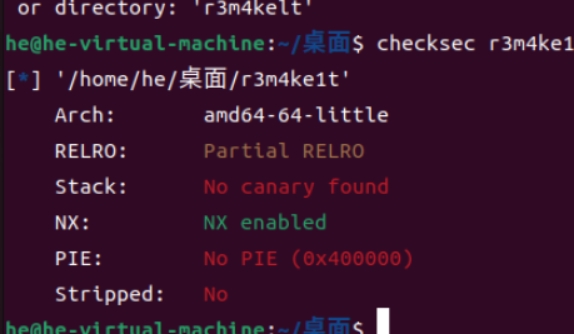 or directory: 'r3m4kelt'
he@he-virtual-machine:~/桌面$ checksec r3m4ke1
[*] '/home/he/桌面/r3m4ke1t'
Arch: amd64-64-little
RELRO: Partial RELRO
Stack: No canary found
NX: NX enabled
PIE: No PIE (0x400000)
Stripped: No
he@he-virtual-machine:~/桌面$